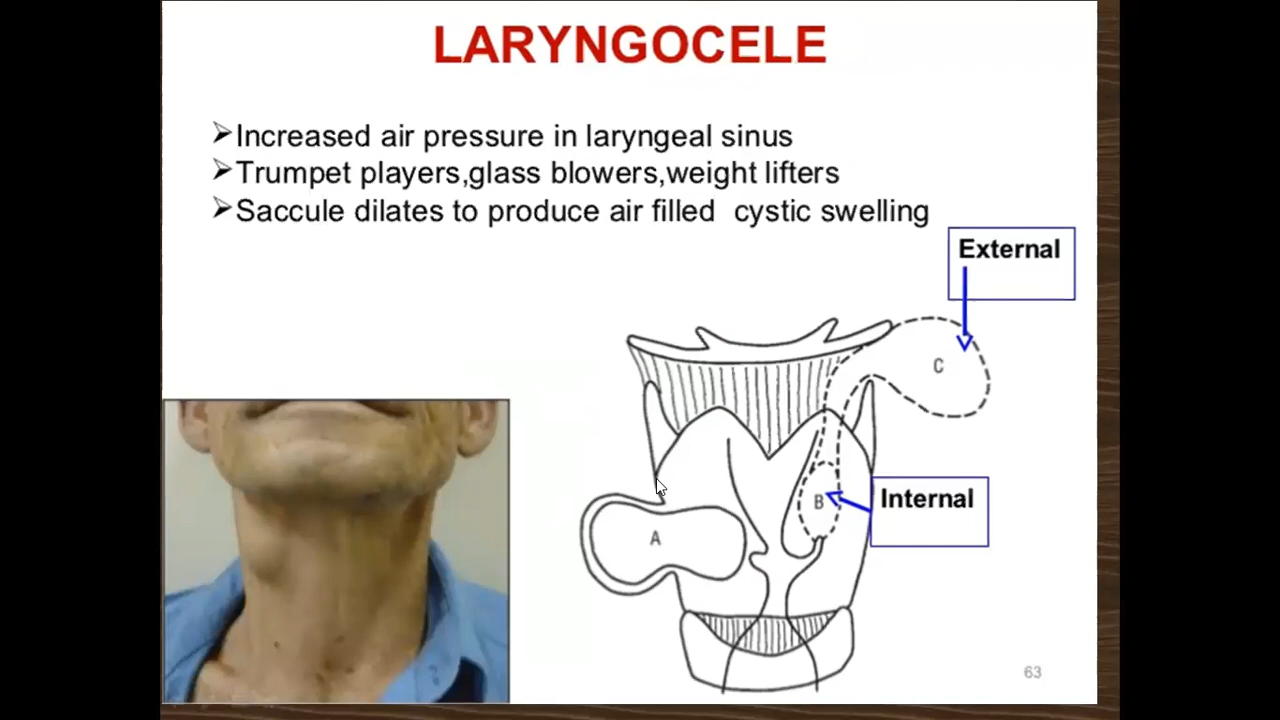 LARYNGOCELE
➢Increased air pressure in laryngeal sinus
➢Trumpet players,glass blowers,weight lifters
➢Saccule dilates to produce air filled  cystic swelling
External
C
Internal
B
A
63